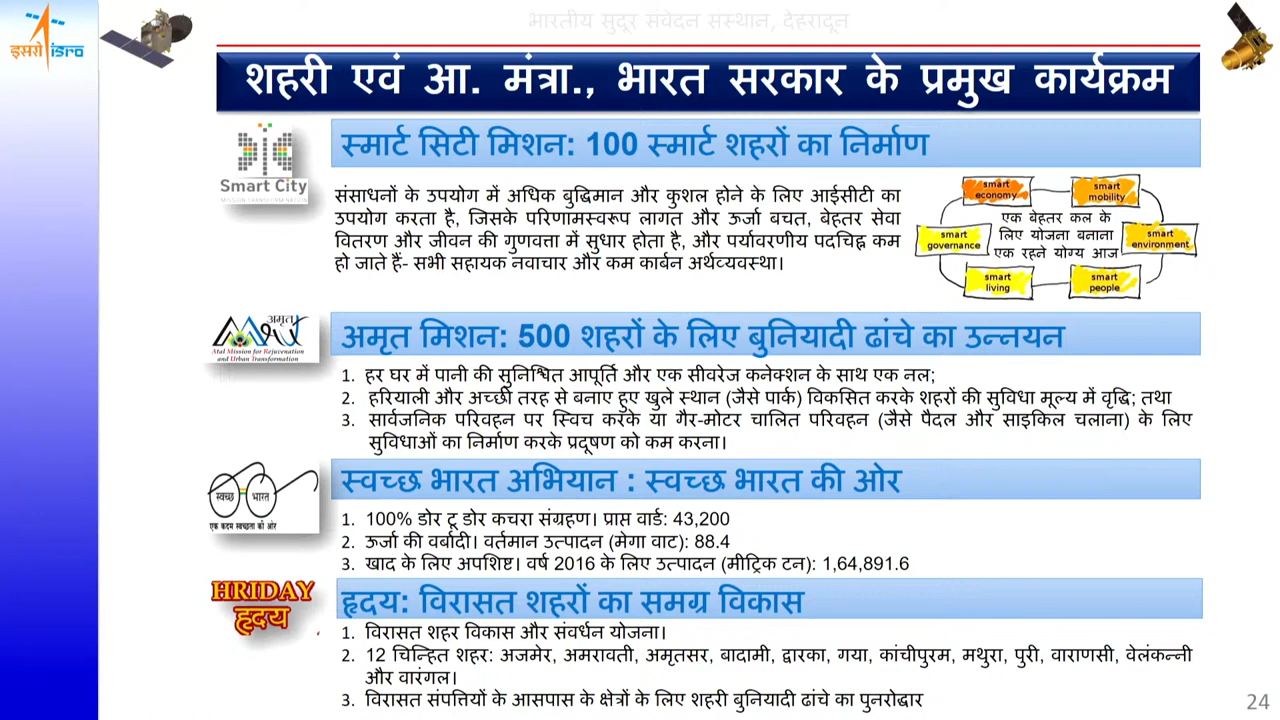 भारतीय सुदूर संवेदन संस्थान, देहरादून
इसरो isro
शहरी एवं आ. मंत्रा., भारत सरकार के प्रमुख कार्यक्रम
Smart City
MISSION TRANSFORMATION
स्मार्ट सिटी मिशन: 100 स्मार्ट शहरों का निर्माण
संसाधनों के उपयोग में अधिक बुद्धिमान और कुशल होने के लिए आईसीटी का
उपयोग करता है, जिसके परिणामस्वरूप लागत और ऊर्जा बचत, बेहतर सेवा
वितरण और जीवन की गुणवत्ता में सुधार होता है, और पर्यावरणीय पदचिह्न कम
हो जाते हैं- सभी सहायक नवाचार और कम कार्बन अर्थव्यवस्था।
smart
economy
smart
mobility
smart
governance
एक बेहतर कल के
लिए योजना बनाना
एक रहने योग्य आज
smart
environment
smart
living
smart
people
अमृत
Atal Mission for Rejuvenation
and Urban Transformation
अमृत मिशन: 500 शहरों के लिए बुनियादी ढांचे का उन्नयन
1. हर घर में पानी की सुनिश्चित आपूर्ति और एक सीवरेज कनेक्शन के साथ एक नल;
2. हरियाली और अच्छी तरह से बनाए हुए खुले स्थान (जैसे पार्क) विकसित करके शहरों की सुविधा मूल्य में वृद्धि; तथा
3. सार्वजनिक परिवहन पर स्विच करके या गैर-मोटर चालित परिवहन (जैसे पैदल और साइकिल चलाना) के लिए
सुविधाओं का निर्माण करके प्रदूषण को कम करना।
स्वच्छ भारत
एक कदम स्वच्छता की ओर
स्वच्छ भारत अभियान : स्वच्छ भारत की ओर
1. 100% डोर टू डोर कचरा संग्रहण। प्राप्त वार्ड: 43,200
2. ऊर्जा की वर्बादी। वर्तमान उत्पादन (मेगा वाट): 88.4
3. खाद के लिए अपशिष्ट। वर्ष 2016 के लिए उत्पादन (मीट्रिक टन): 1,64,891.6
HRIDAY
हृदय
हृदय: विरासत शहरों का समग्र विकास
1. विरासत शहर विकास और संवर्धन योजना।
2. 12 चिन्हित शहर: अजमेर, अमरावती, अमृतसर, बादामी, द्वारका, गया, कांचीपुरम, मथुरा, पुरी, वाराणसी, वेलंकन्नी
और वारंगल।
3. विरासत संपत्तियों के आसपास के क्षेत्रों के लिए शहरी बुनियादी ढांचे का पुनरोद्धार
24